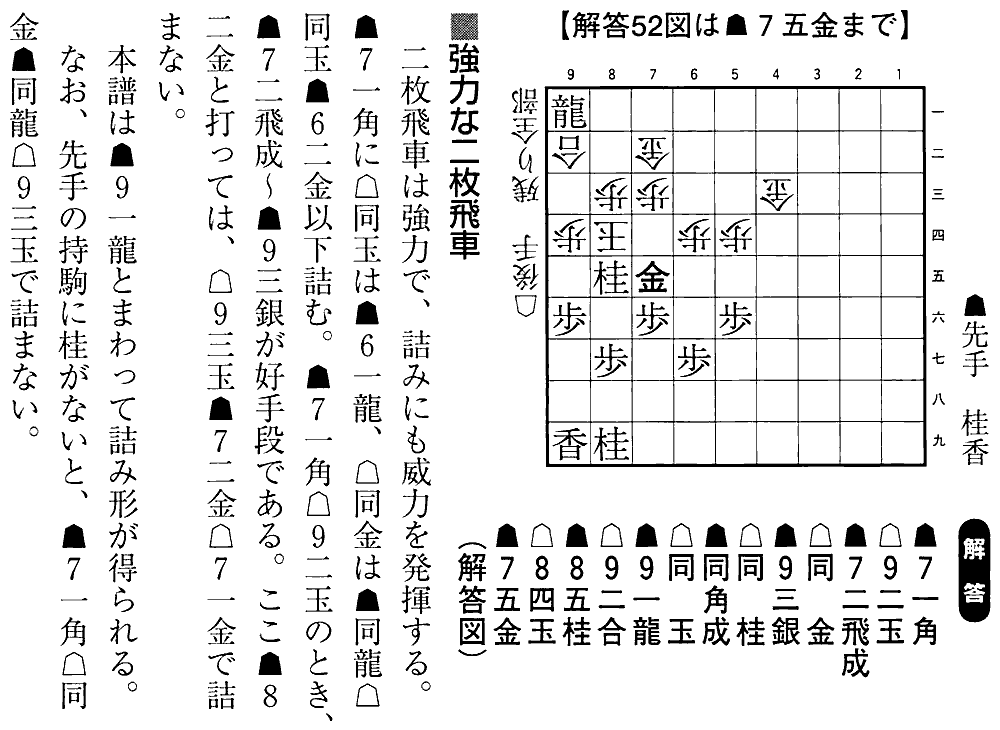 【解答52図は☗7五金まで】
9 8 7 6 5 4 3 2 1
龍 一
合 金 二
歩 歩 金 三
歩 王 歩 歩 四
桂 金 五
歩 歩 歩 六
歩 歩 七
八
香 桂 九
☗先手 桂香
☖後手 残り全部
解答
☗7一角
☖9二玉
☗7二飛成
☖同金
☗9三銀
☖同桂
☗同角成
☖同玉
☗9一龍
☖9二合
☗8五桂
☖8四玉
☗7五金
(解答図)
■強力な二枚飛車
二枚飛車は強力で、詰みにも威力を発揮する。
☗7一角に☖同玉は☗6一龍、☖同金は☗同龍☖
同玉☗6二金以下詰む。☗7一角☖9二玉のとき、
☗7二飛成〜☗9三銀が好手段である。ここ☗8
二金と打っては、☖9三玉☗7二金☖7一金で詰
まない。
本譜は☗9一龍とまわって詰み形が得られる。
なお、先手の持駒に桂がないと、☗7一角☖同
金☗同龍☖9三玉で詰まない。